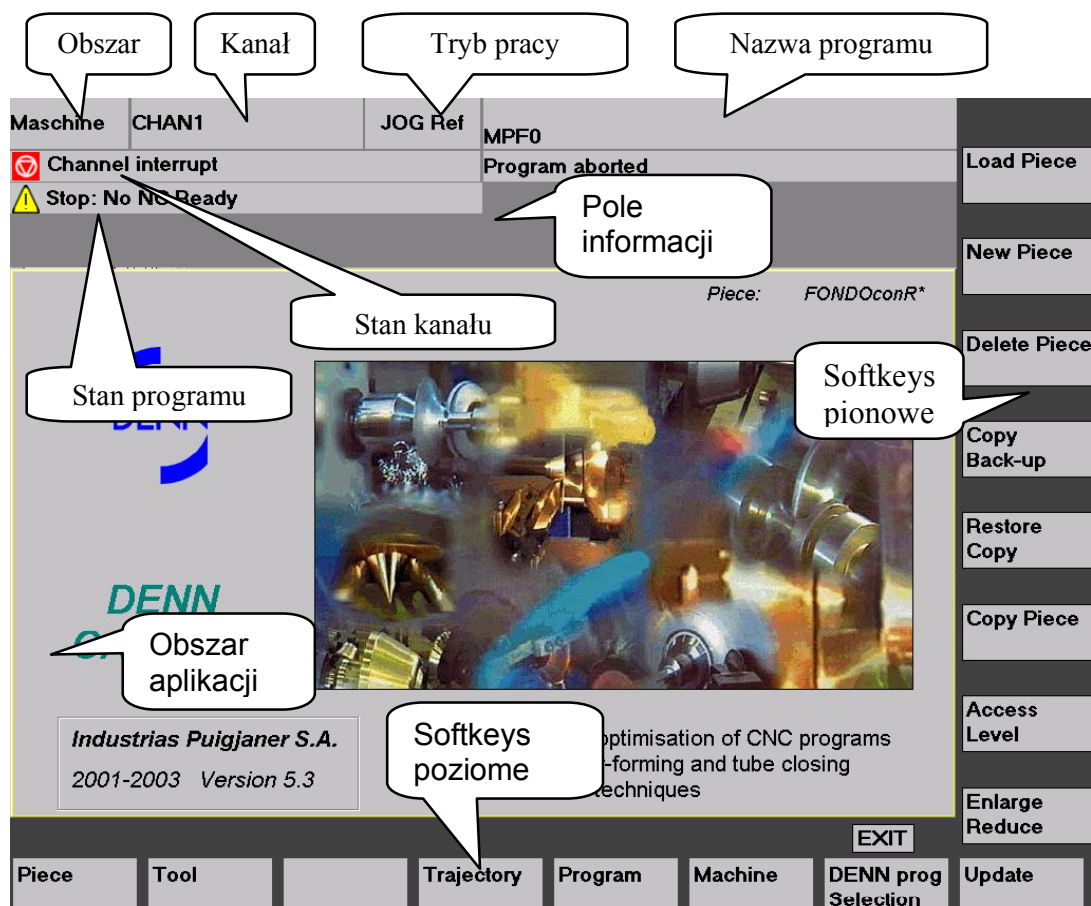 Obszar
Kanał
Tryb pracy
Nazwa programu
Maschine
CHAN1
JOG Ref
MPF0
Channel interrupt
Program aborted
Stop: No NC Ready
Pole
informacji
Stan kanału
Piece: FONDOconR*
Stan programu
Softkeys
pionowe
DENN
DENN
Obszar
aplikacji
Industrias Puigjaner S.A.
2001-2003 Version 5.3
Softkeys
poziome
optimisation of CNC programs
-forming and tube closing
techniques
Load Piece
New Piece
Delete Piece
Copy
Back-up
Restore
Copy
Copy Piece
Access
Level
Enlarge
Reduce
EXIT
Piece
Tool
Trajectory
Program
Machine
DENN prog
Selection
Update